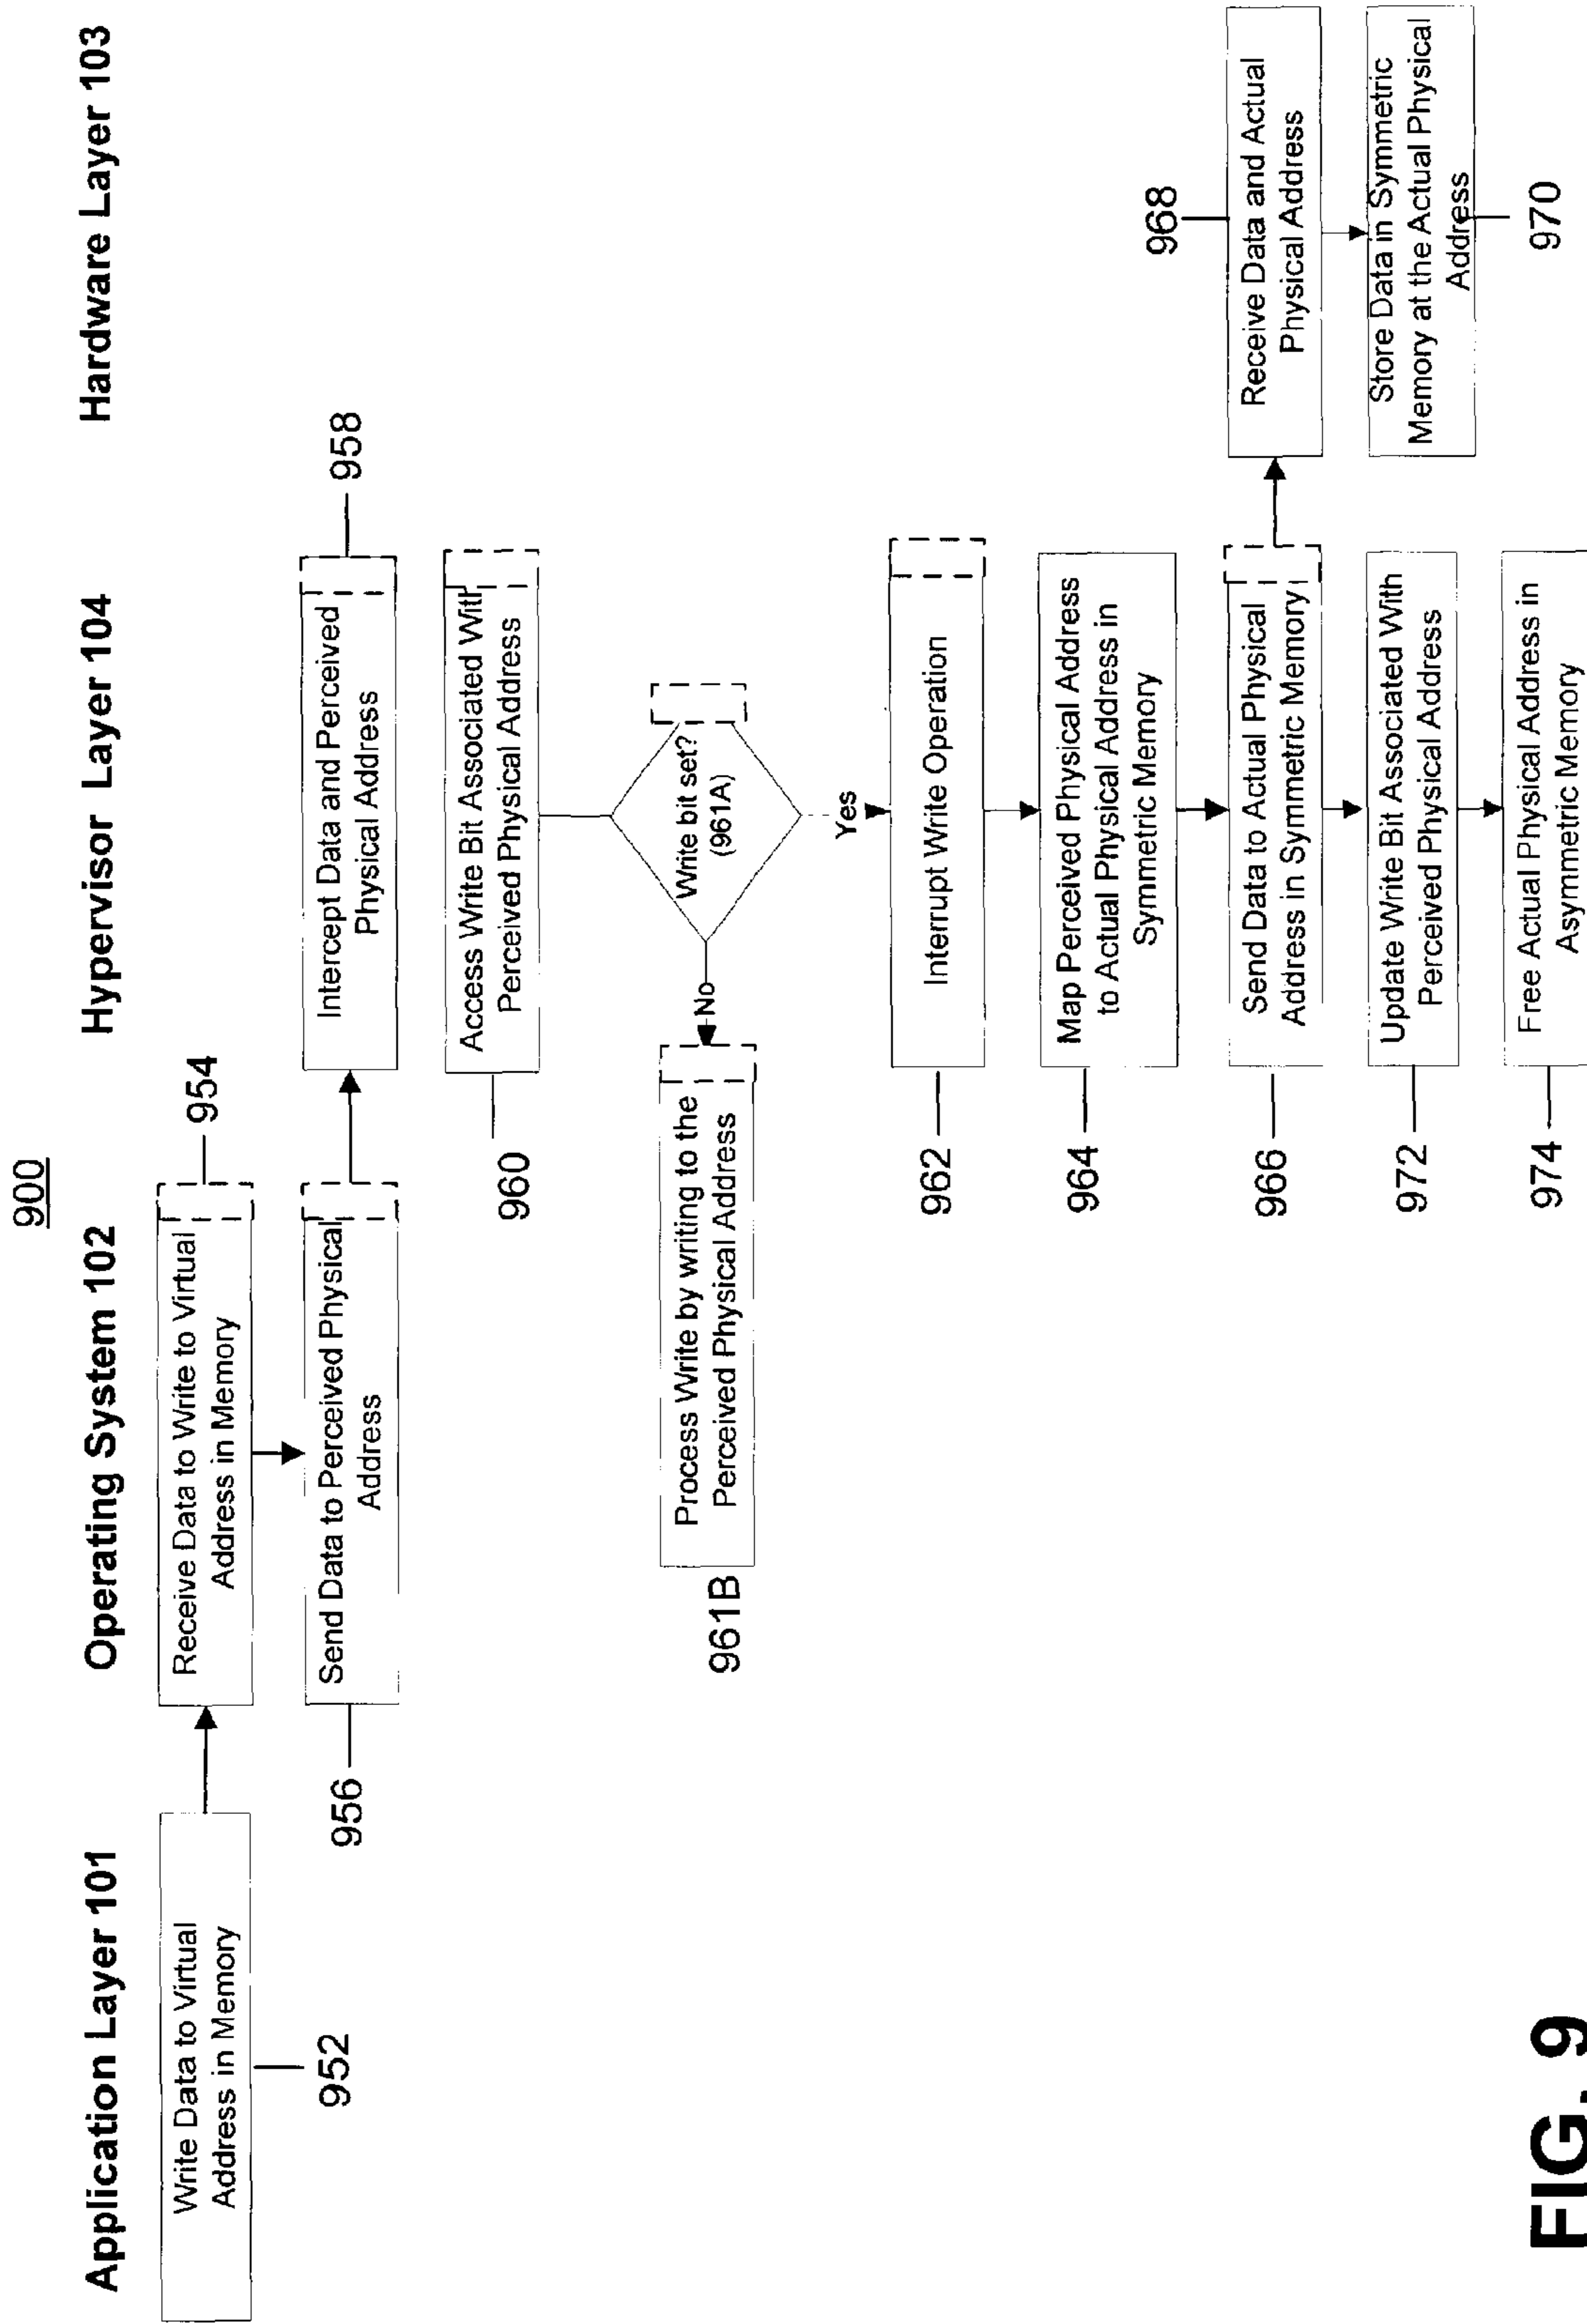 900
Application Layer 101
Operating System 102
Hypervisor Layer 104
Hardware Layer 103
Write Data to Virtual
Address in Memory
952
Receive Data to Write to Virtual
Address in Memory
954
Send Data to Perceived Physical
Address
956
Intercept Data and Perceived
Physical Address
958
Access Write Bit Associated With
Perceived Physical Address
960
Write bit set?
(961A)
No
Yes
Process Write by writing to the
Perceived Physical Address
961B
Interrupt Write Operation
962
Map Perceived Physical Address
to Actual Physical Address in
Symmetric Memory
964
Send Data to Actual Physical
Address in Symmetric Memory
966
Receive Data and Actual
Physical Address
968
Store Data in Symmetric
Memory at the Actual Physical
Address
970
Update Write Bit Associated With
Perceived Physical Address
972
Free Actual Physical Address in
Asymmetric Memory
974
FIG. 9